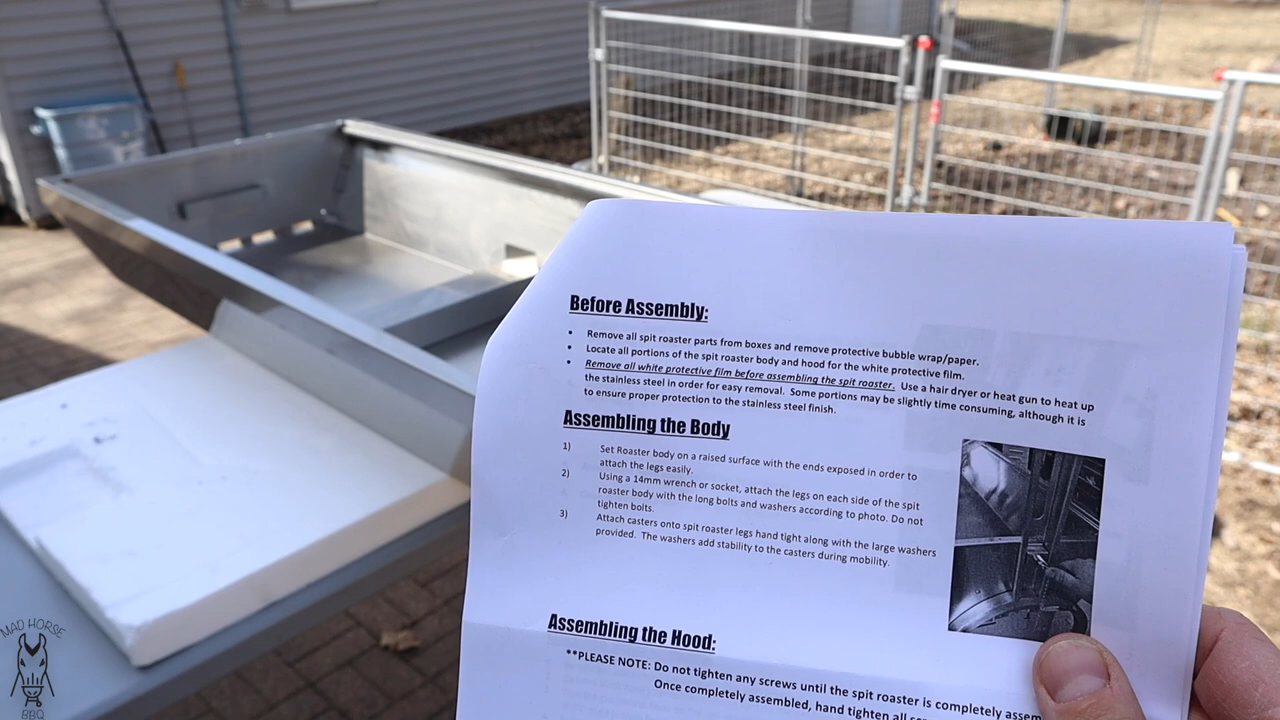 Before Assembly:
• Remove all spit roaster parts from boxes and remove protective bubble wrap/paper.
• Locate all portions of the spit roaster body and hood for the white protective film.
• Remove all white protective film before assembling the spit roaster. Use a hair dryer or heat gun to heat up
the stainless steel in order for easy removal. Some portions may be slightly time consuming, although it is
to ensure proper protection to the stainless steel finish.
Assembling the Body
1) Set Roaster body on a raised surface with the ends exposed in order to
attach the legs easily.
2) Using a 14mm wrench or socket, attach the legs on each side of the spit
roaster body with the long bolts and washers according to photo. Do not
tighten bolts.
3) Attach casters onto spit roaster legs hand tight along with the large washers
provided. The washers add stability to the casters during mobility.
Assembling the Hood:
**PLEASE NOTE: Do not tighten any screws until the spit roaster is completely assem
Once completely assembled, hand tighten all
MAD HORSE
BBQ